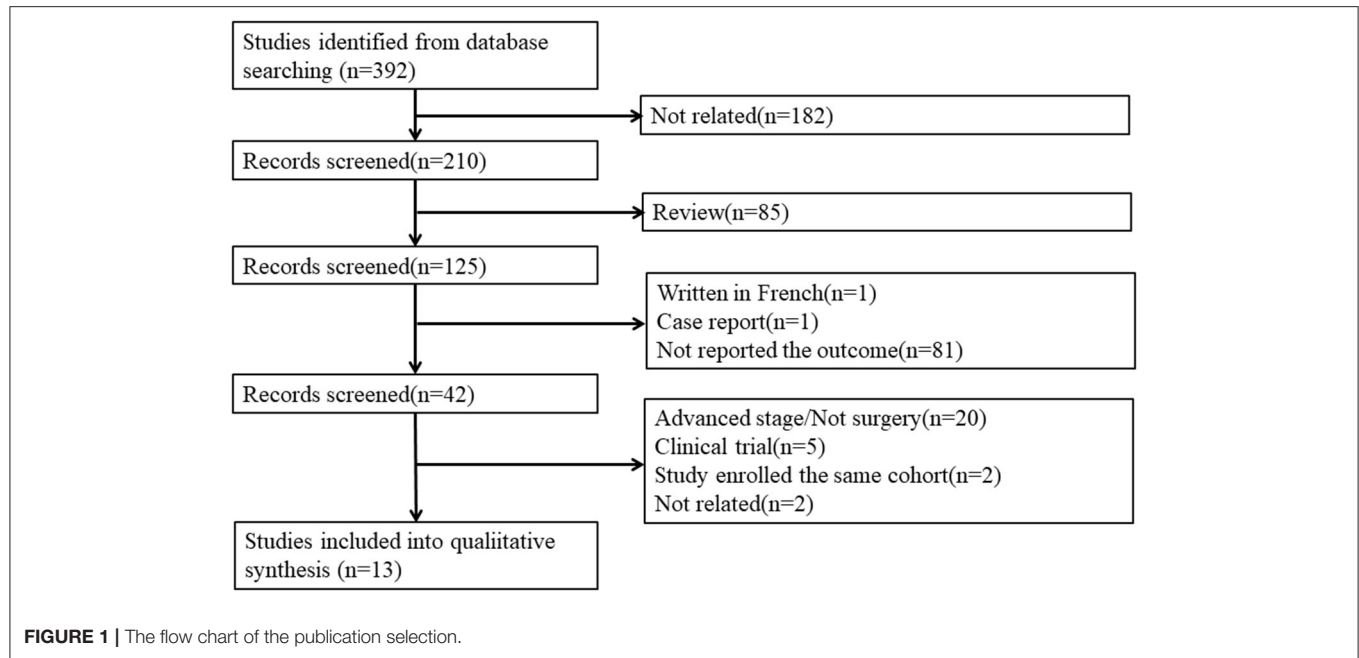 Studies identified from database
searching (n=392)
Not related(n=182)
Records screened(n=210)
Review(n=85)
Records screened(n=125)
Written in French(n=1)
Case report(n=1)
Not reported the outcome(n=81)
Records screened(n=42)
Advanced stage/Not surgery(n=20)
Clinical trial(n=5)
Study enrolled the same cohort(n=2)
Not related(n=2)
Studies included into qualiitative
synthesis (n=13)
FIGURE 1 | The flow chart of the publication selection.